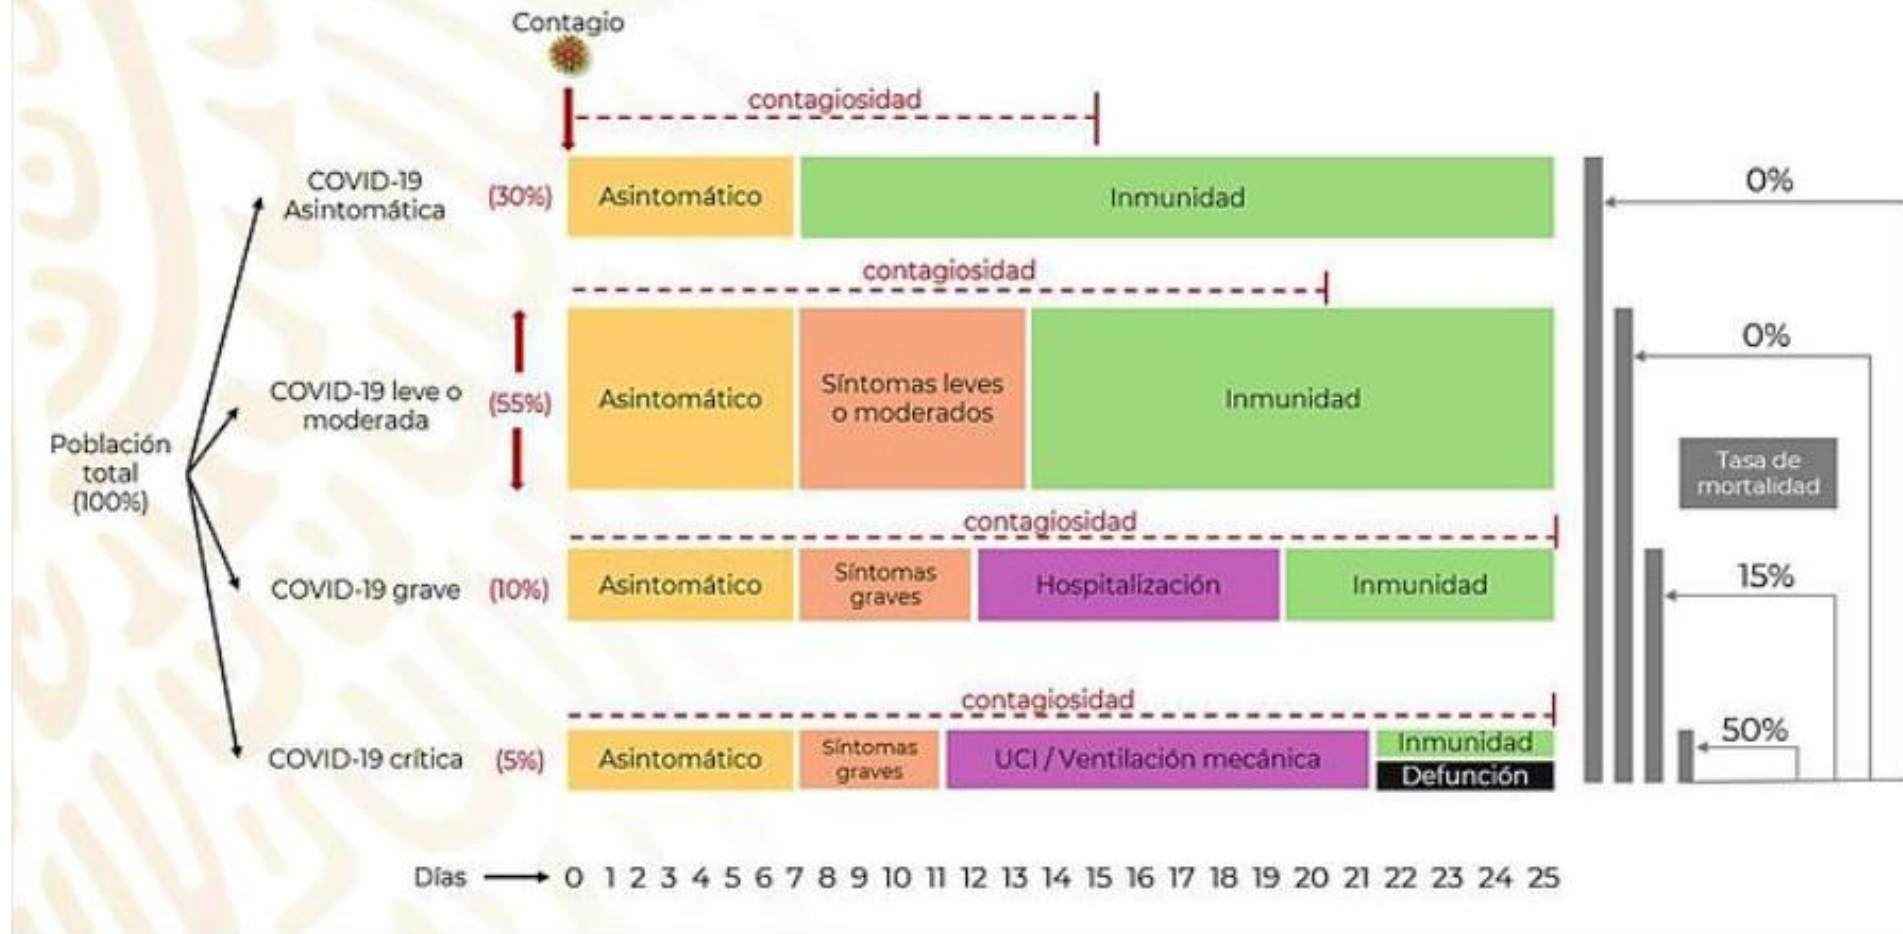 Contagio
contagiosidad
COVID-19
Asintomática
(30%)
Asintomático
Inmunidad
0%
contagiosidad
COVID-19 leve o
moderada
(55%)
Asintomático
Síntomas leves
o moderados
Inmunidad
0%
Población
total
(100%)
Tasa de
mortalidad
contagiosidad
COVID-19 grave
(10%)
Asintomático
Síntomas
graves
Hospitalización
Inmunidad
15%
contagiosidad
COVID-19 crítica
(5%)
Asintomático
Síntomas
graves
UCI / Ventilación mecánica
Inmunidad
Defunción
50%
Días 0 1 2 3 4 5 6 7 8 9 10 11 12 13 14 15 16 17 18 19 20 21 22 23 24 25